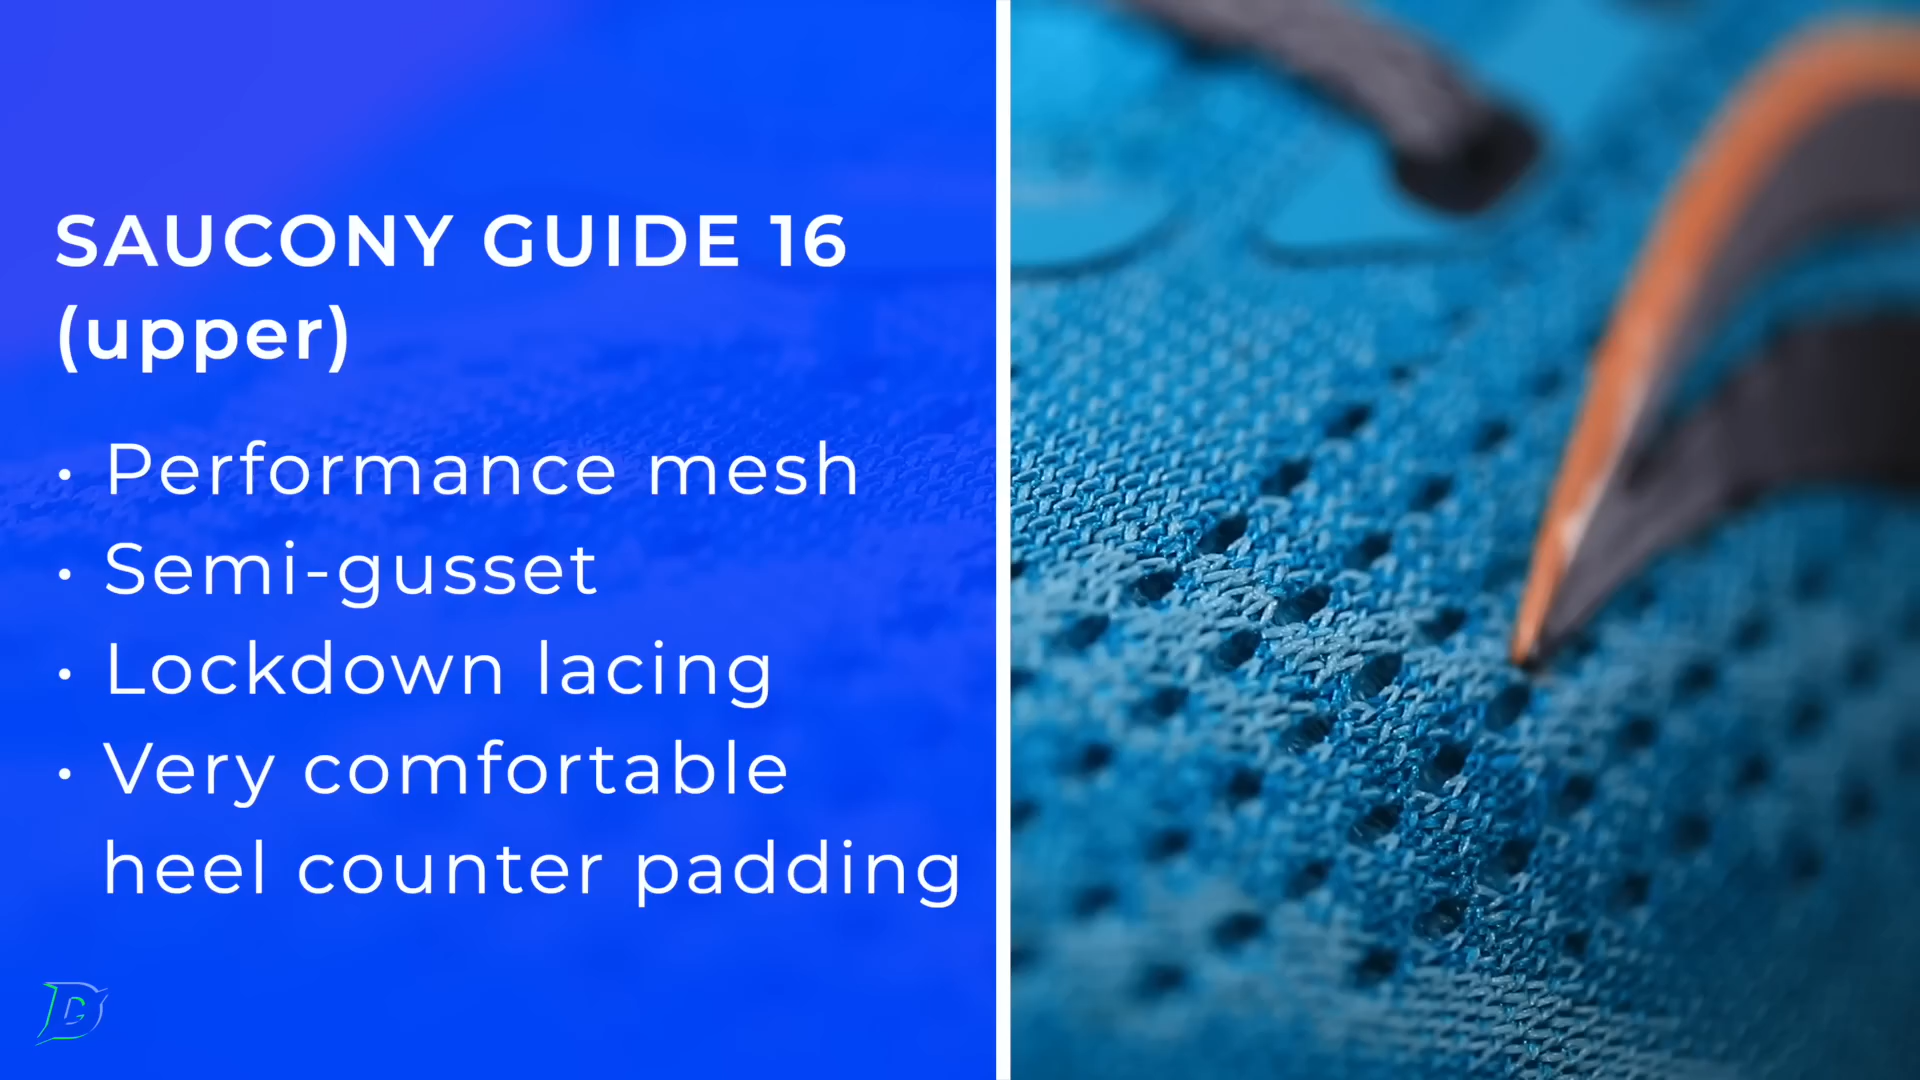 SAUCONY GUIDE 16
(upper)
• Performance mesh
• Semi-gusset
• Lockdown lacing
• Very comfortable
heel counter padding